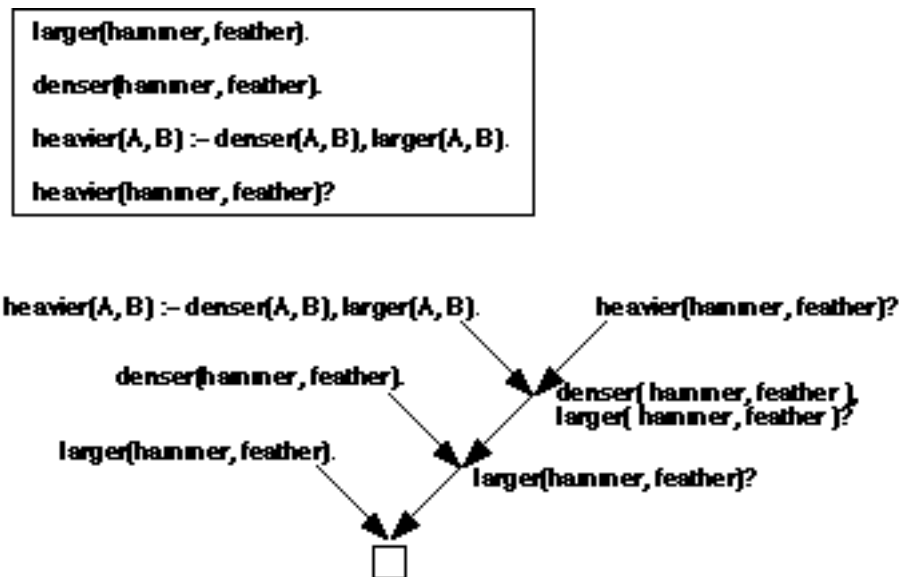 larger(hammer, feather).
denser(hammer, feather).
heavier(A, B) :– denser(A, B), larger(A, B).
heavier(hammer, feather)?
heavier(A, B) :– denser(A, B), larger(A, B).
heavier(hammer, feather)?
denser(hammer, feather).
denser( hammer, feather ),
larger( hammer, feather )?
larger(hammer, feather).
larger(hammer, feather)?